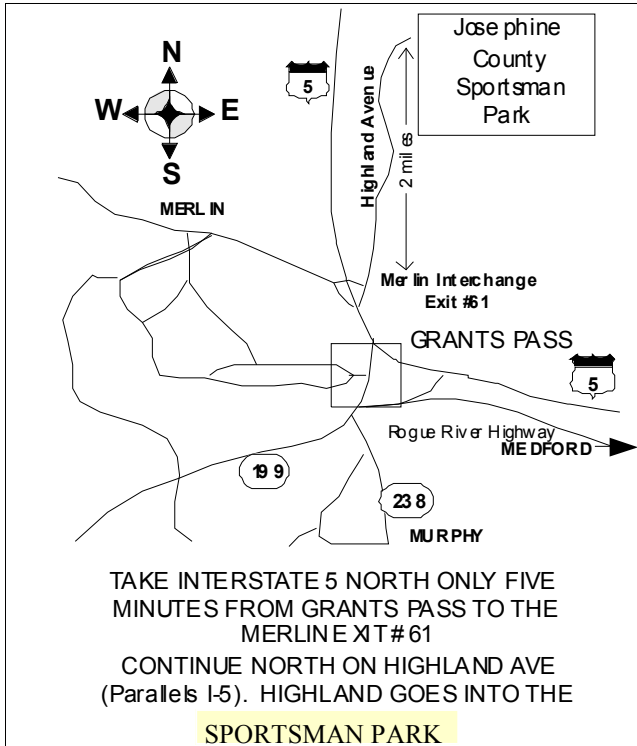 Josephine
County
Sportsman
Park
N
W E
S
5
Highland Avenue
2 miles
MERLIN
Merlin Interchange
Exit #61
GRANTS PASS
5
Rogue River Highway
MEDFORD
199
238
MURPHY
TAKE INTERSTATE 5 NORTH ONLY FIVE
MINUTES FROM GRANTS PASS TO THE
MERLINE XIT# 61
CONTINUE NORTH ON HIGHLAND AVE
(Parallels I-5). HIGHLAND GOES INTO THE
SPORTSMAN PARK